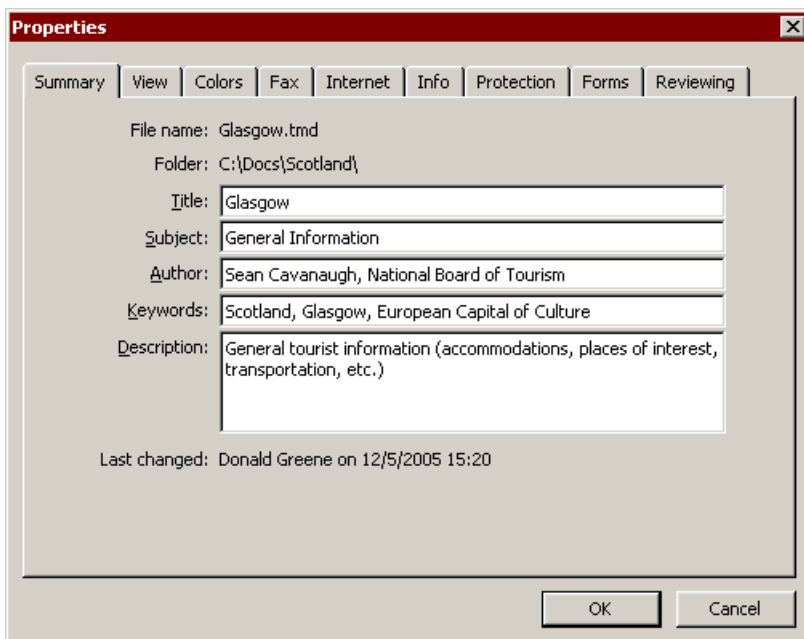 Properties
Summary View Colors Fax Internet Info Protection Forms Reviewing
File name: Glasgow.tmd
Folder: C:\Docs\Scotland\
Title: Glasgow
Subject: General Information
Author: Sean Cavanaugh, National Board of Tourism
Keywords: Scotland, Glasgow, European Capital of Culture
Description: General tourist information (accommodations, places of interest,
transportation, etc.)
Last changed: Donald Greene on 12/5/2005 15:20
OK Cancel